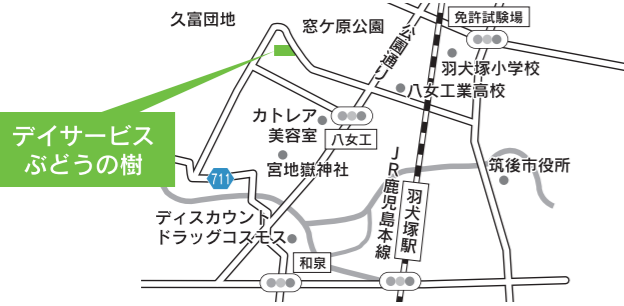 久富団地
窓ケ原公園
公園通り
免許試験場
羽犬塚小学校
八女工業高校
カトレア
美容室
八女工
デイサービス
ぶどうの樹
宮地嶽神社
711
筑後市役所
JR鹿児島本線
羽犬塚駅
ディスカウント
ドラッグコスモス
和泉